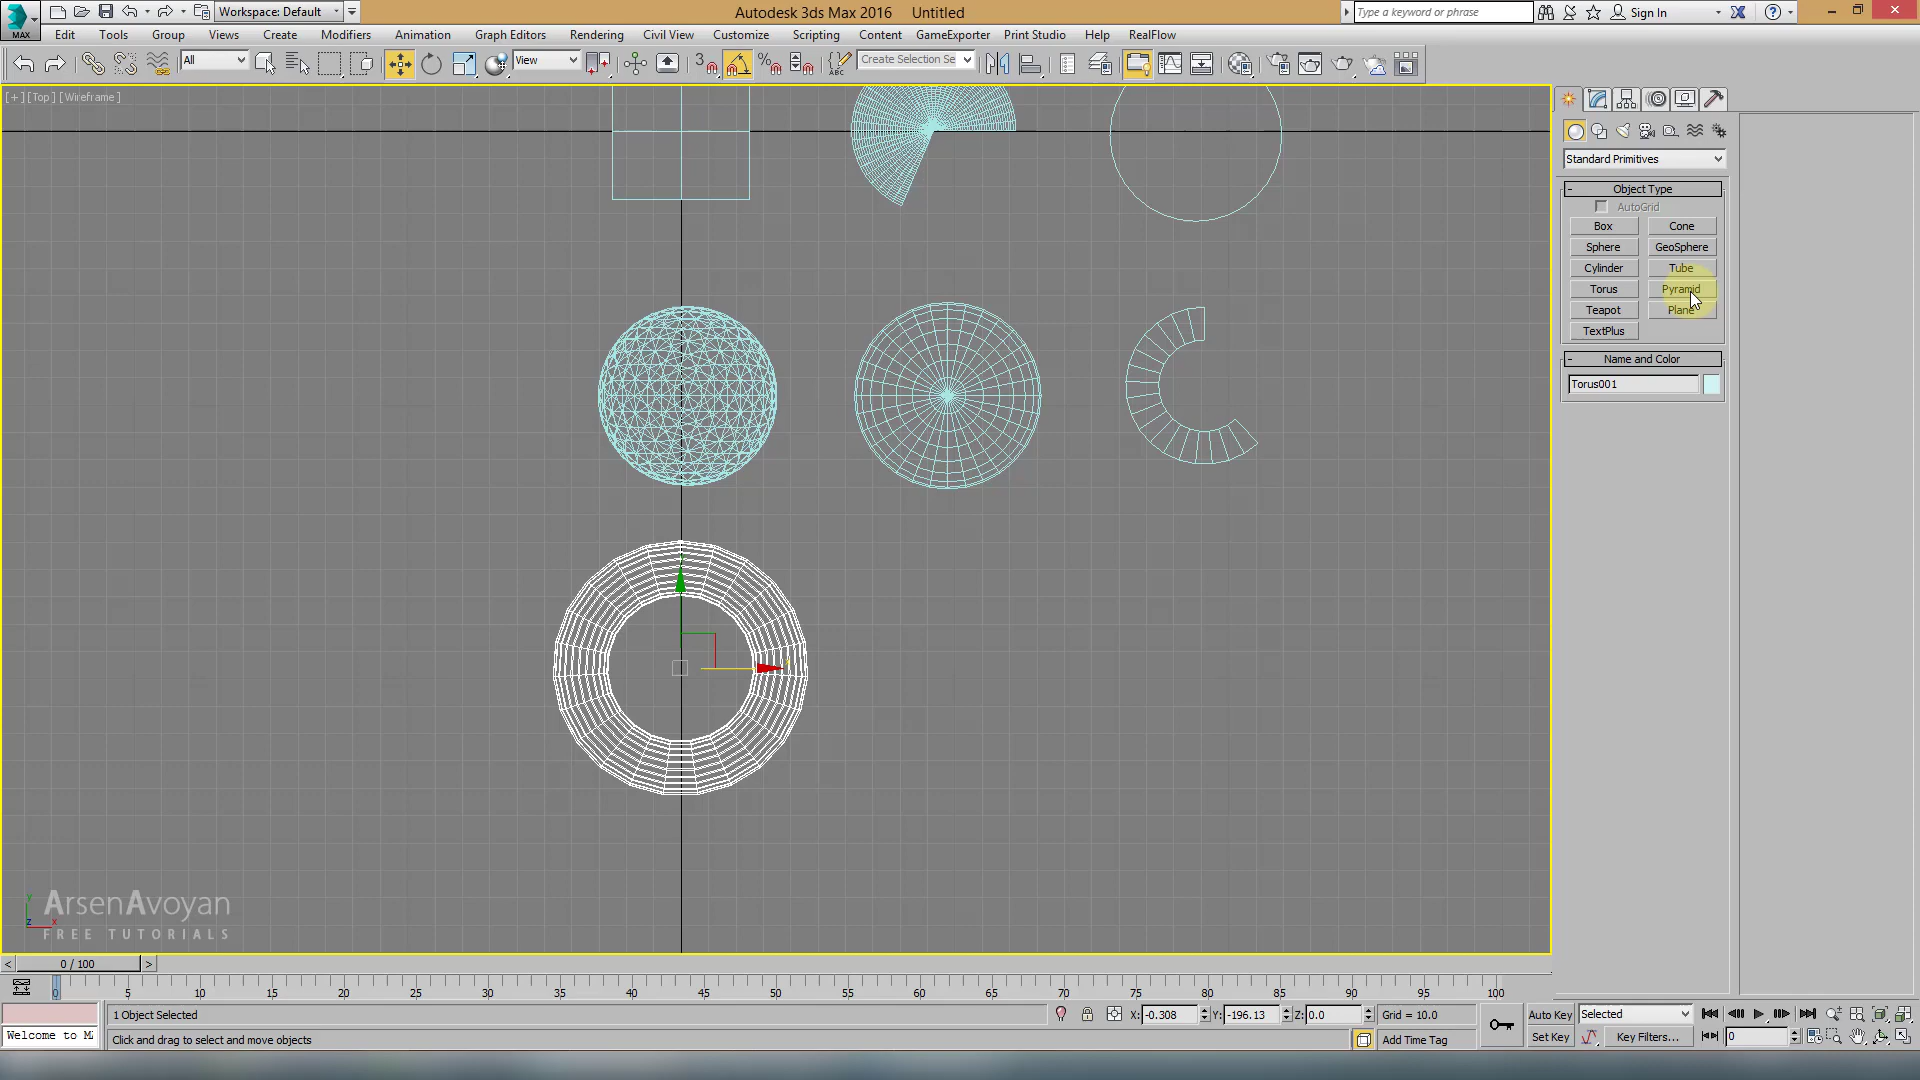 Workspace: Default
Autodesk 3ds Max 2016 Untitled
Type a keyword or phrase
Sign In
MAX
Edit Tools Group Views Create Modifiers Animation Graph Editors Rendering Civil View Customize Scripting Content GameExporter Print Studio Help RealFlow
All
View
3
ABC
Create Selection Se
[+] [Top] [Wireframe]
Standard Primitives
- Object Type
AutoGrid
Box Cone
Sphere GeoSphere
Cylinder Tube
Torus Pyramid
Teapot Plane
TextPlus
- Name and Color
Torus001
ArsenAvoyan
FREE TUTORIALS
y
z x
< 0 / 100 >
0 5 10 15 20 25 30 35 40 45 50 55 60 65 70 75 80 85 90 95 100
1 Object Selected
X: -0.308 Y: -196.13 Z: 0.0 Grid = 10.0
Auto Key Selected
Welcome to M
Click and drag to select and move objects
Add Time Tag
Set Key Key Filters... 0